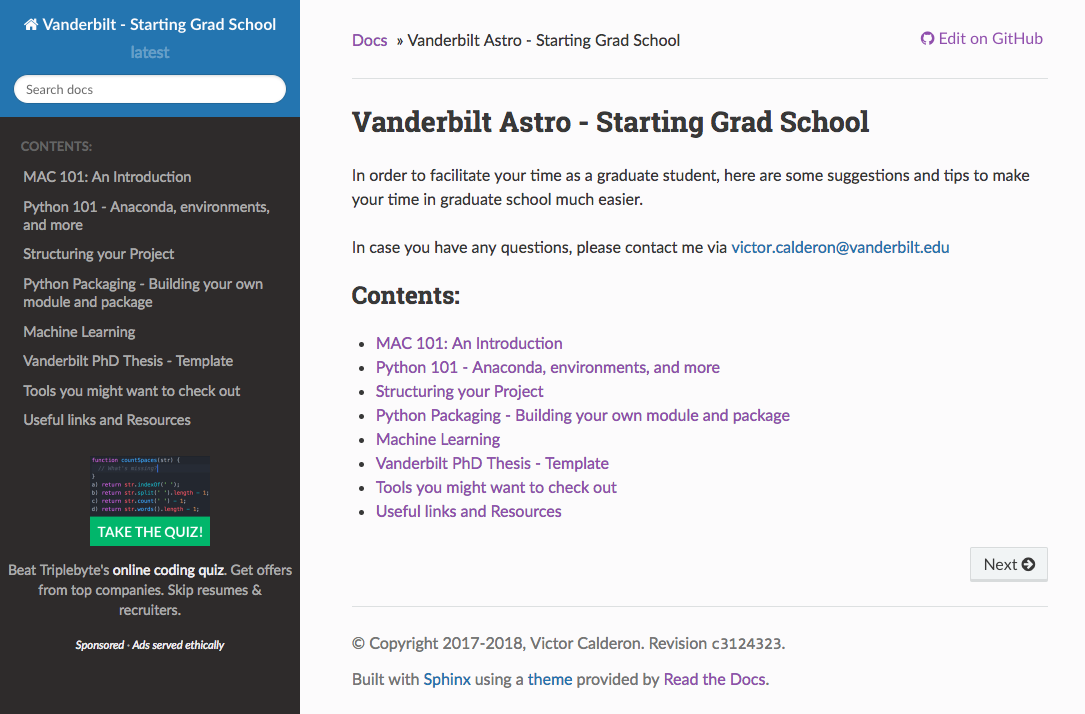 Vanderbilt - Starting Grad School
latest
Search docs
CONTENTS:
MAC 101: An Introduction
Python 101 - Anaconda, environments,
and more
Structuring your Project
Python Packaging - Building your own
module and package
Machine Learning
Vanderbilt PhD Thesis - Template
Tools you might want to check out
Useful links and Resources
function countSpaces(str) {
// What's missing?
}
a) return str.indexOf(' ');
b) return str.split(' ').length - 1;
c) return str.count(' ') - 1;
d) return str.words().length - 1;
TAKE THE QUIZ!
Beat Triplebyte's online coding quiz. Get offers
from top companies. Skip resumes &
recruiters.
Sponsored · Ads served ethically
Docs » Vanderbilt Astro - Starting Grad School
Edit on GitHub
Vanderbilt Astro - Starting Grad School
In order to facilitate your time as a graduate student, here are some suggestions and tips to make
your time in graduate school much easier.
In case you have any questions, please contact me via victor.calderon@vanderbilt.edu
Contents:
• MAC 101: An Introduction
• Python 101 - Anaconda, environments, and more
• Structuring your Project
• Python Packaging - Building your own module and package
• Machine Learning
• Vanderbilt PhD Thesis - Template
• Tools you might want to check out
• Useful links and Resources
Next
© Copyright 2017-2018, Victor Calderon. Revision c3124323.
Built with Sphinx using a theme provided by Read the Docs.